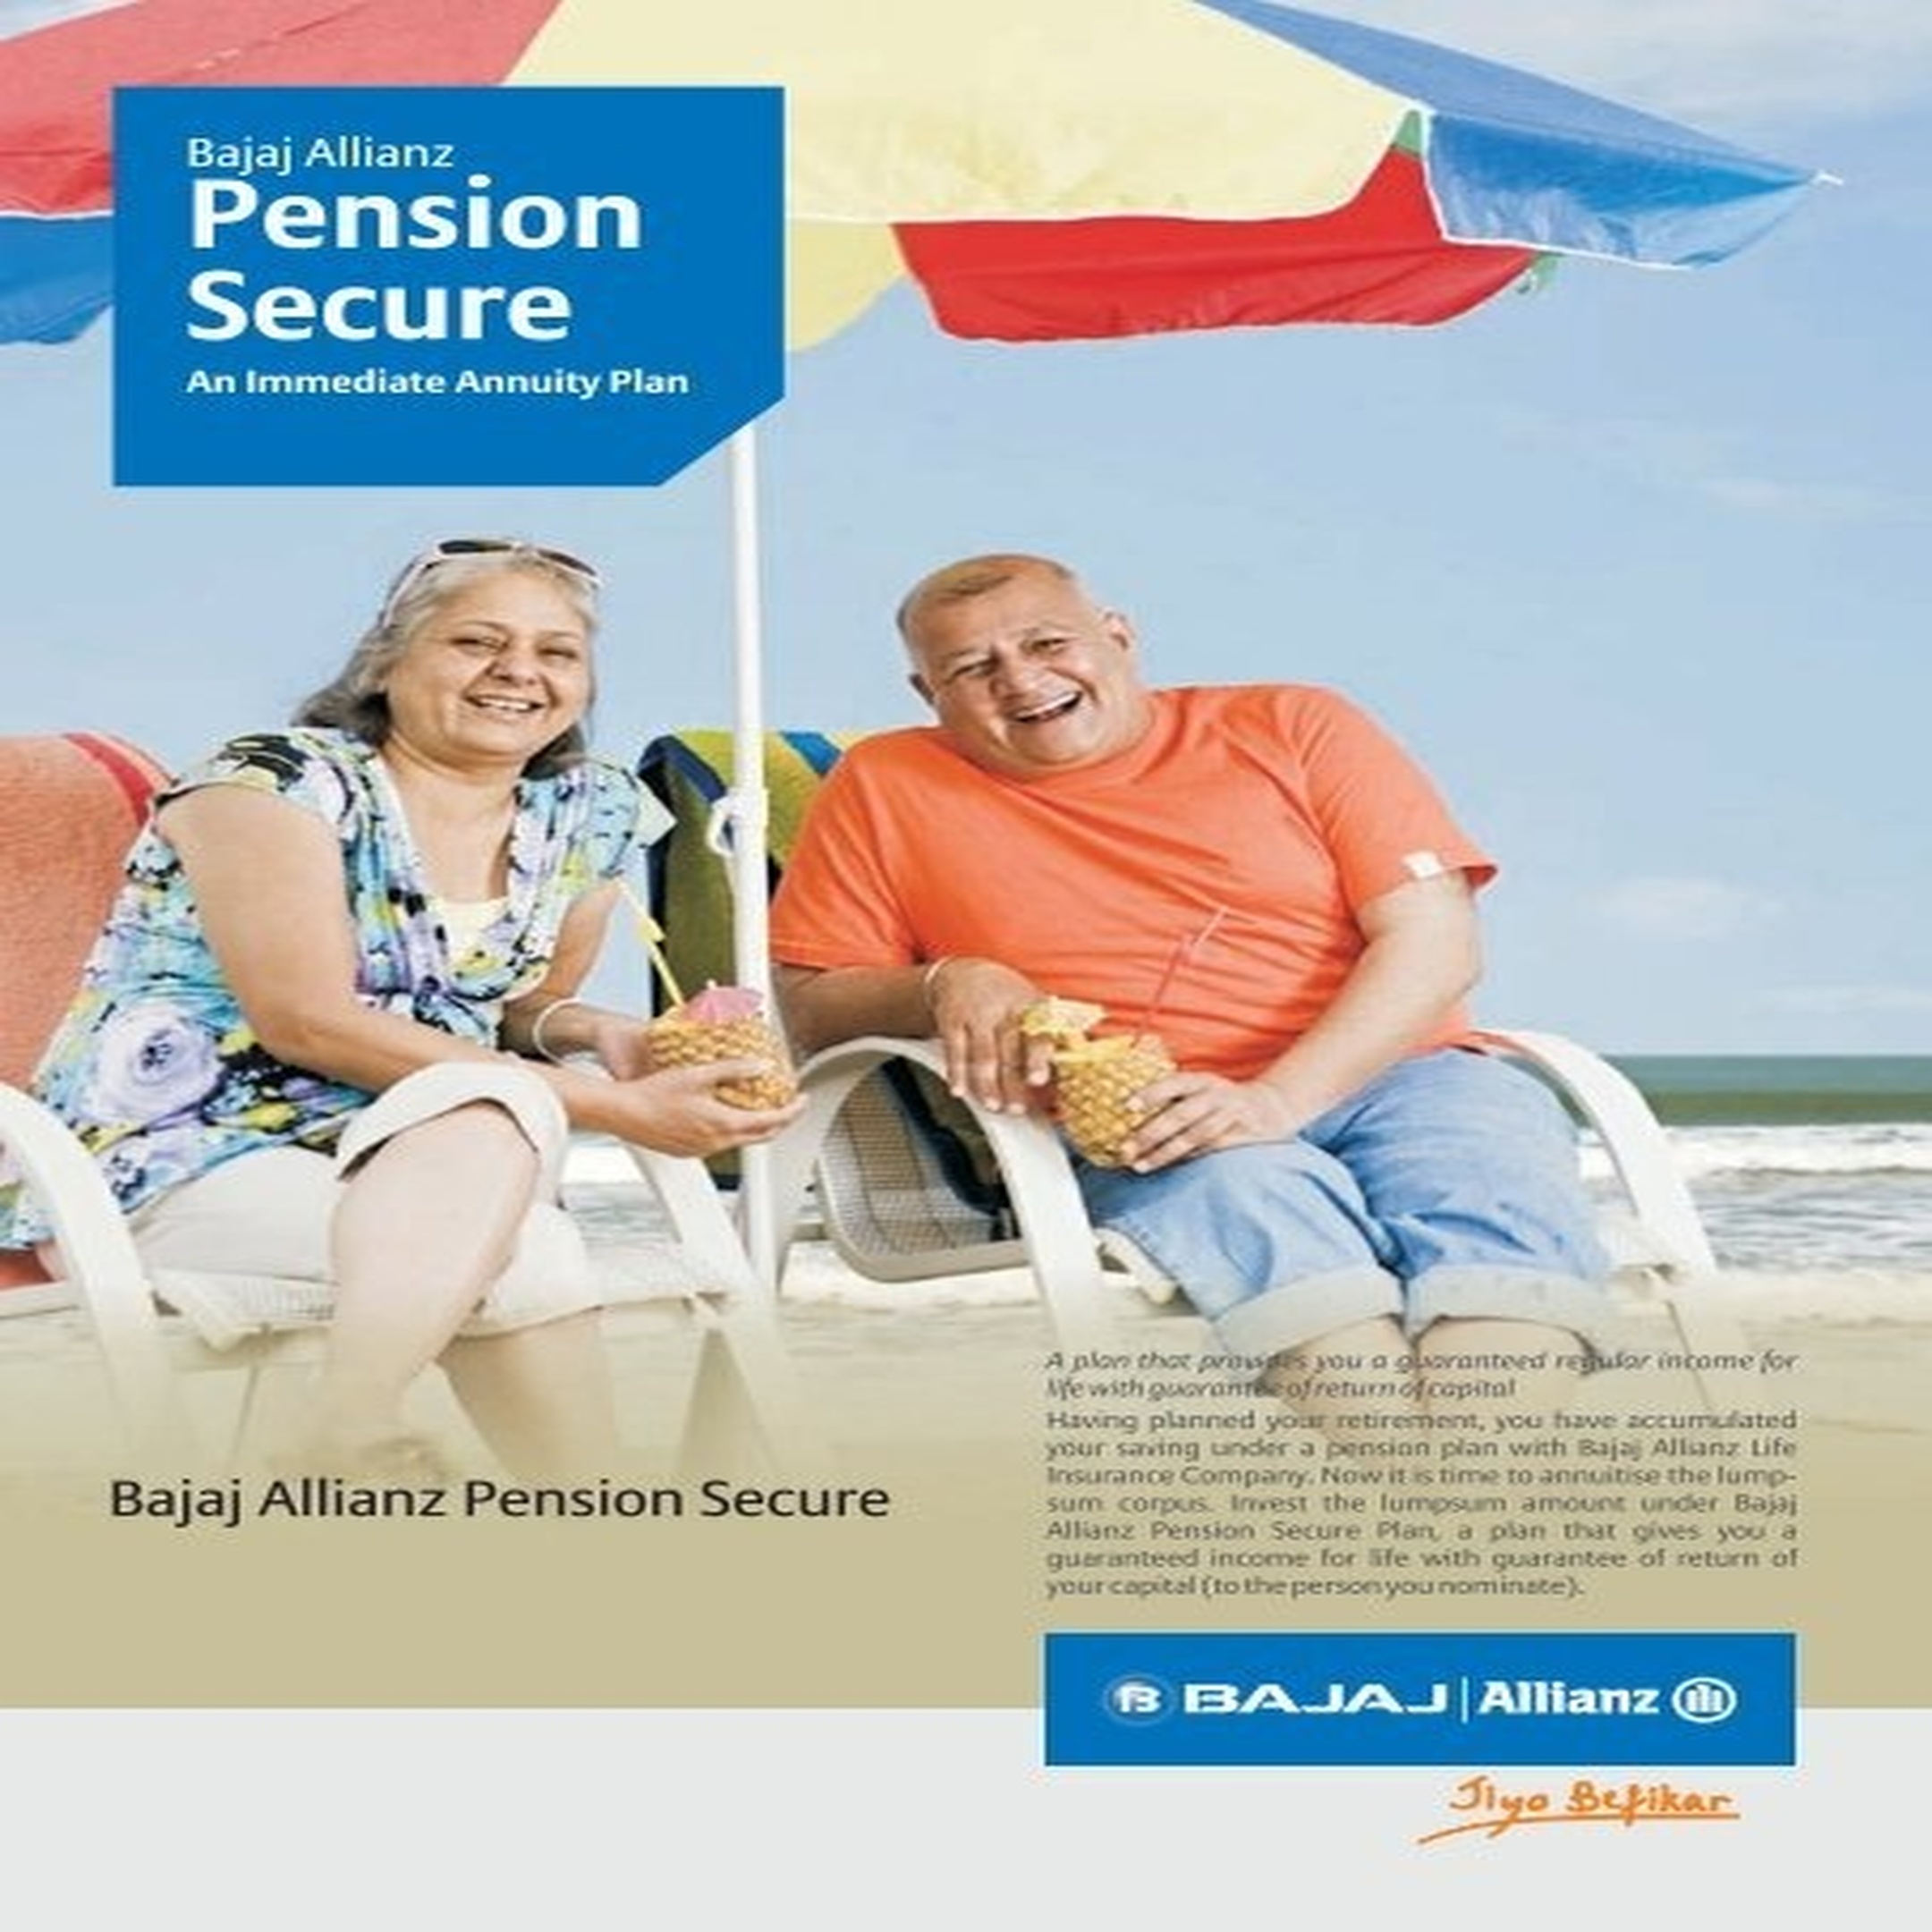 Bajaj Allianz
Pension
Secure
An Immediate Annuity Plan
A plan that provides you a guaranteed regular income for
life with guarantee of return of capital
Having planned your retirement, you have accumulated
your saving under a pension plan with Bajaj Allianz Life
Insurance Company. Now it is time to annuitise the lump-
sum corpus. Invest the lumpsum amount under Bajaj
Allianz Pension Secure Plan, a plan that gives you a
guaranteed income for life with guarantee of return of
your capital (to the person you nominate).
Bajaj Allianz Pension Secure
B BAJAJ | Allianz
Jiyo Befikar